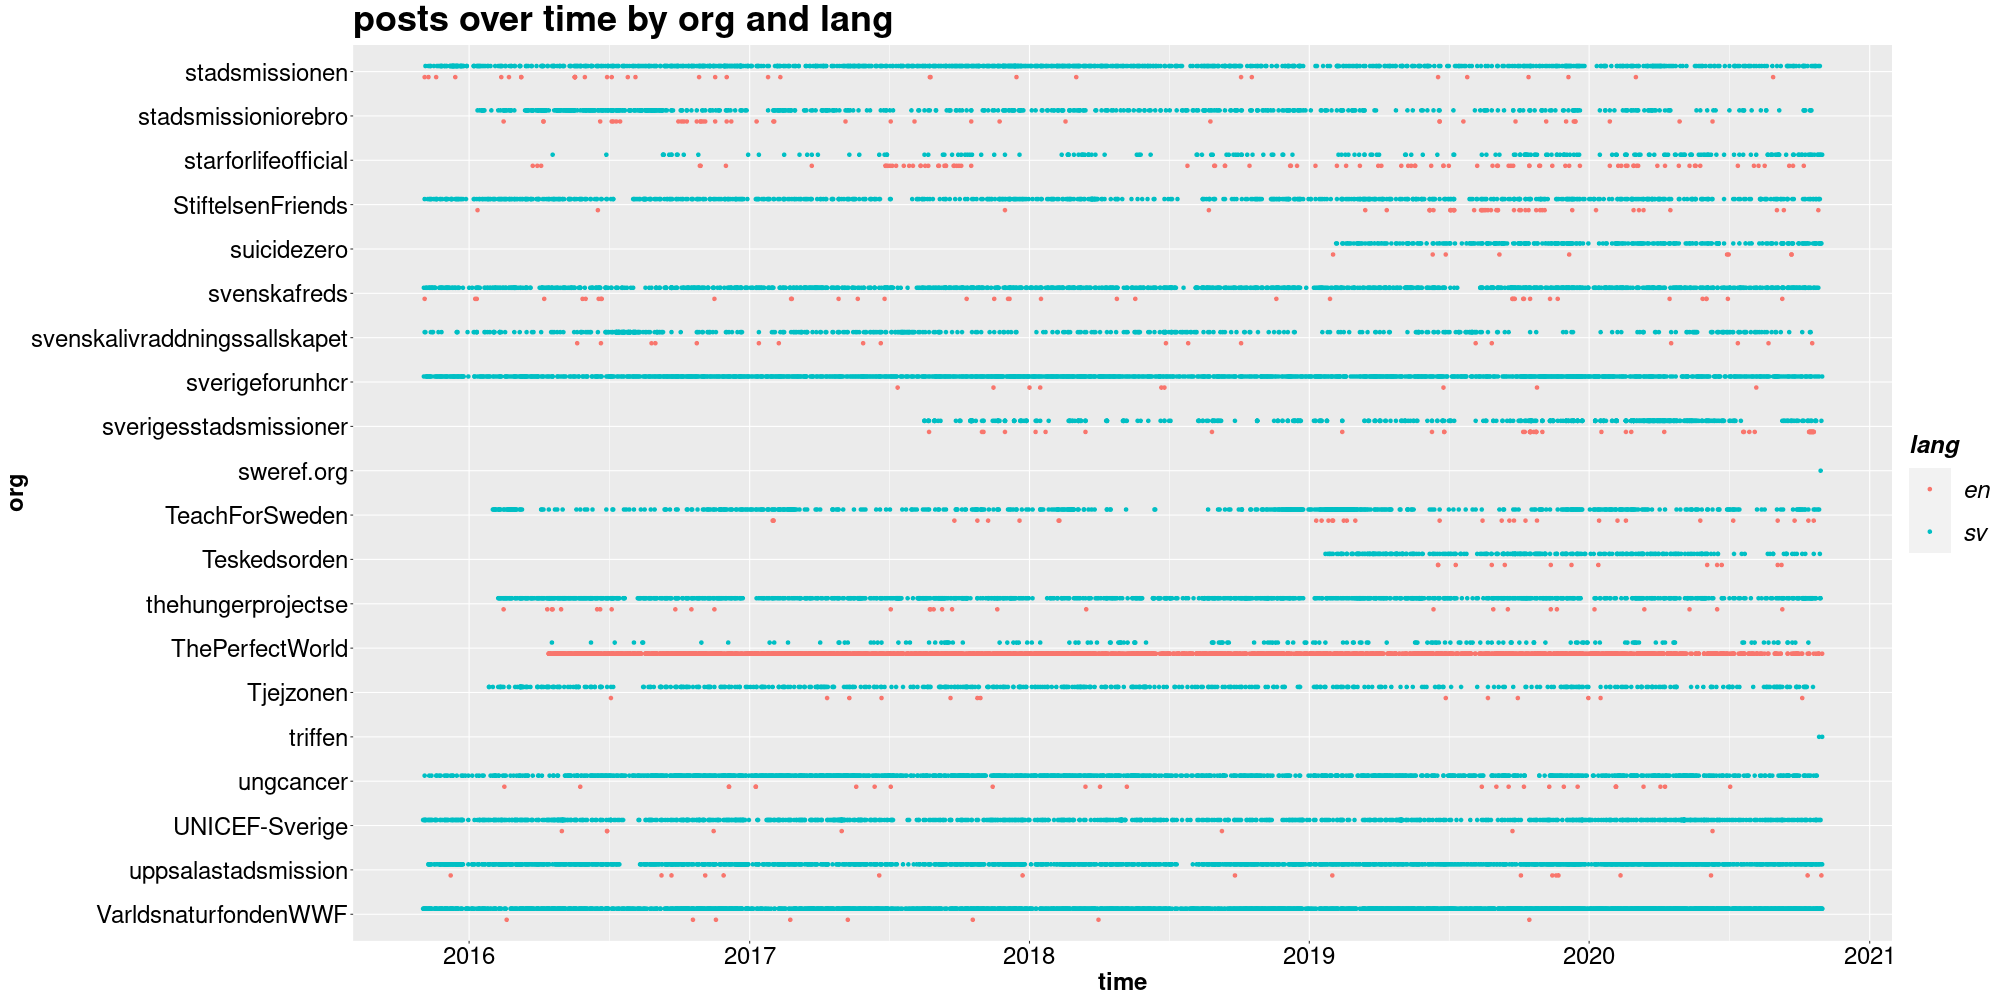 posts over time by org and lang
stadsmissionen
stadsmissioniorebro
starforlifeofficial
StiftelsenFriends
suicidezero
svenskafreds
svenskalivraddningssallskapet
sverigeforunhcr
sverigesstadsmissioner
sweref.org
TeachForSweden
Teskedsorden
thehungerprojectse
ThePerfectWorld
Tjejzonen
triffen
ungcancer
UNICEF-Sverige
uppsalastadsmission
VarldsnaturfondenWWF
org
2016 2017 2018 2019 2020 2021
time
lang
en
sv